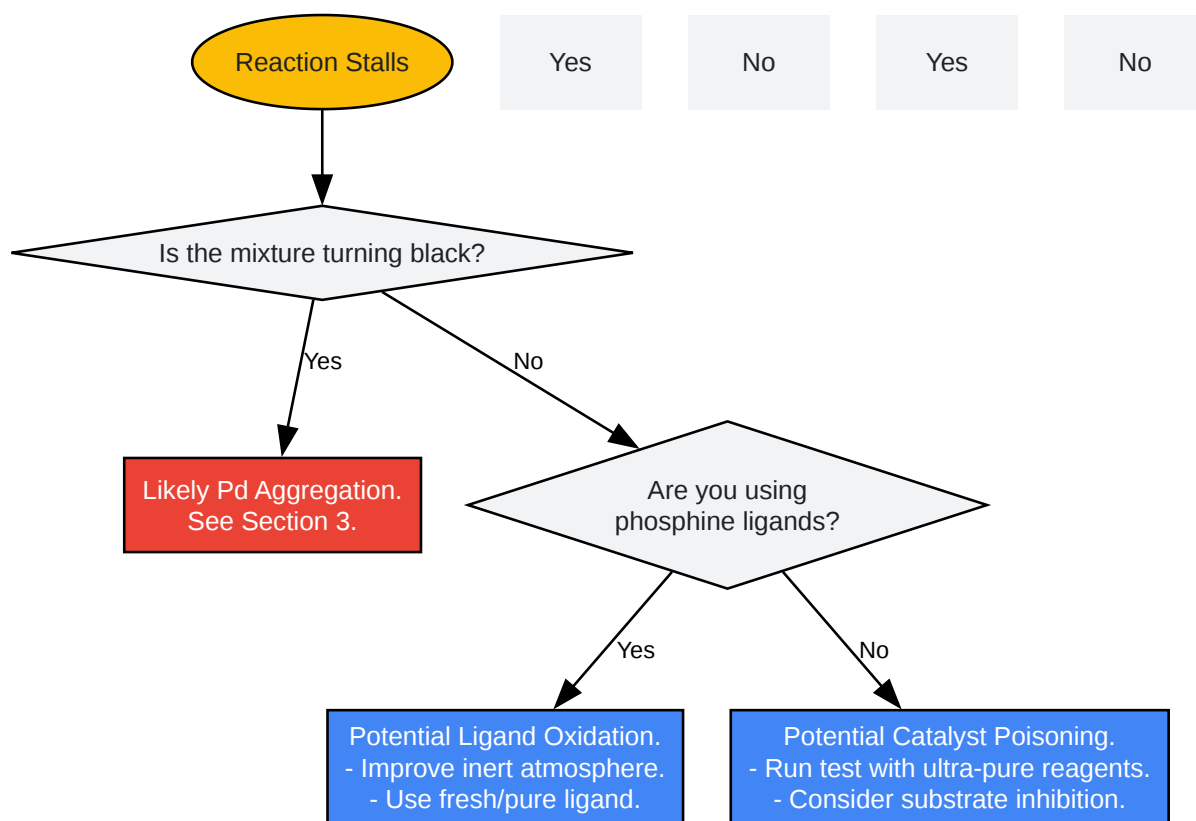 Reaction Stalls
Yes
No
Yes
No
Is the mixture turning black?
Yes
No
Likely Pd Aggregation.
See Section 3.
Are you using
phosphine ligands?
Yes
No
Potential Ligand Oxidation.
- Improve inert atmosphere.
- Use fresh/pure ligand.
Potential Catalyst Poisoning.
- Run test with ultra-pure reagents.
- Consider substrate inhibition.